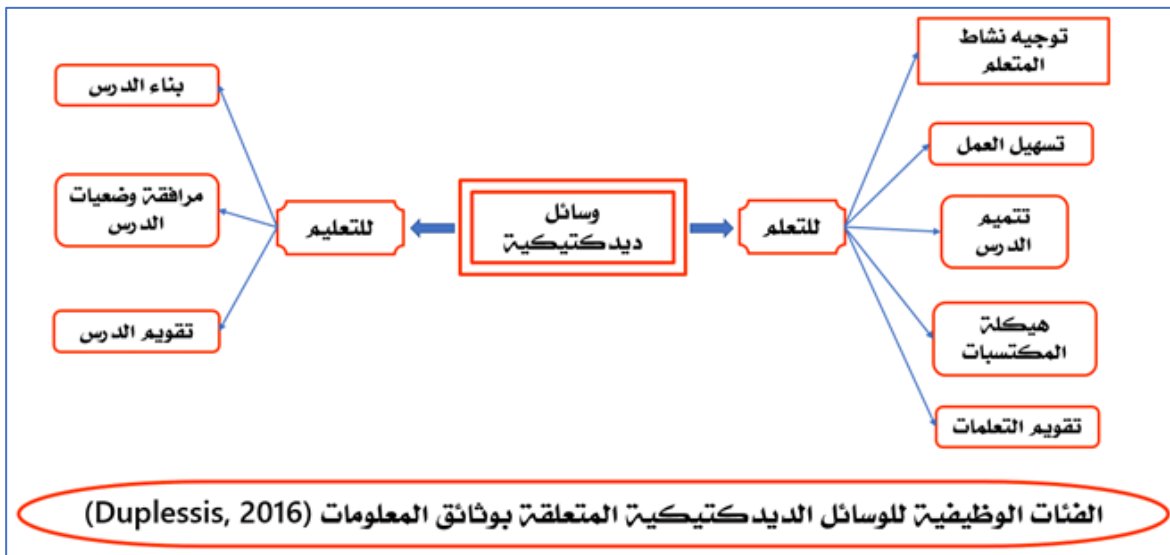 توجيه نشاط
المتعلم
تسهيل العمل
تتميم
الدرس
هيكلة
المكتسبات
تقويم التعلمات
للتعلم
وسائل
ديدكتيكية
للتعليم
بناء الدرس
مرافقة وضعيات
الدرس
تقويم الدرس
الفئات الوظيفية للوسائل الديدكتيكية المتعلقة بوثائق المعلومات (Duplessis, 2016)